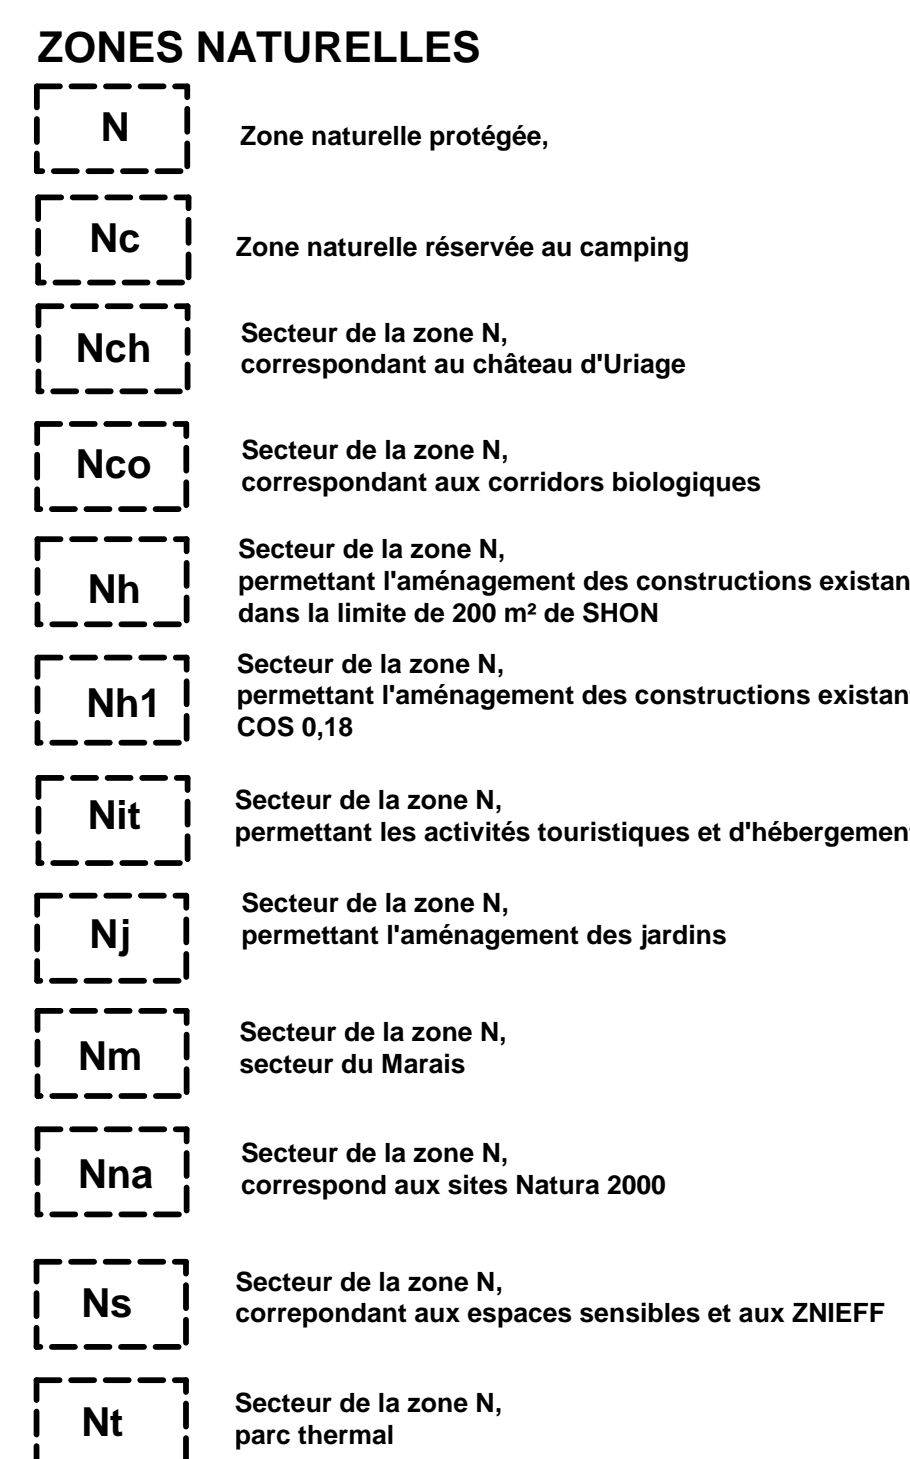 ZONES NATURELLES
N
Zone naturelle protégée,
Nc
Zone naturelle réservée au camping
Nch
Secteur de la zone N,
correspondant au château d'Uriage
Nco
Secteur de la zone N,
correspondant aux corridors biologiques
Nh
Secteur de la zone N,
permettant l'aménagement des constructions existan
dans la limite de 200 m² de SHON
Nh1
Secteur de la zone N,
permettant l'aménagement des constructions existan
COS 0,18
Nit
Secteur de la zone N,
permettant les activités touristiques et d'hébergement
Nj
Secteur de la zone N,
permettant l'aménagement des jardins
Nm
Secteur de la zone N,
secteur du Marais
Nna
Secteur de la zone N,
correspond aux sites Natura 2000
Ns
Secteur de la zone N,
correpondant aux espaces sensibles et aux ZNIEFF
Nt
Secteur de la zone N,
parc thermal